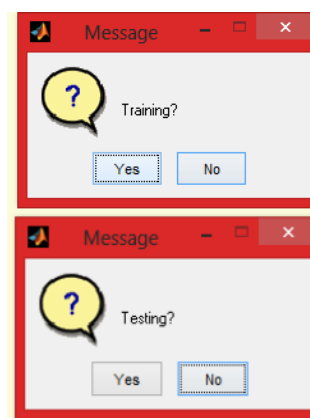 Message
?
Training?
Yes No
Message
?
Testing?
Yes No